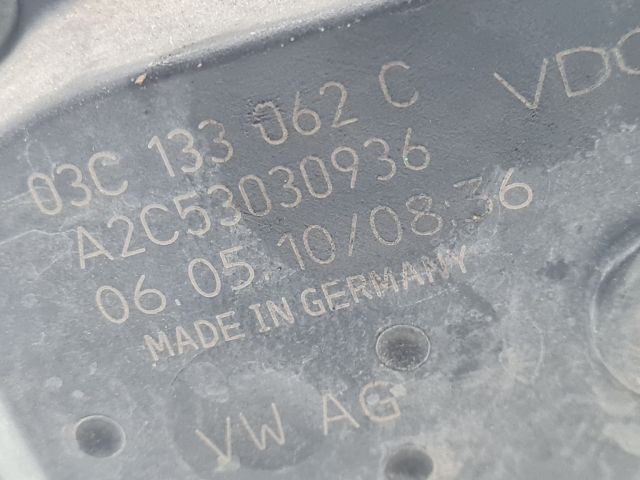 03C 133 062 C
VDO
A2C53030936
06.05.10/08:36
MADE IN GERMANY
VW AG